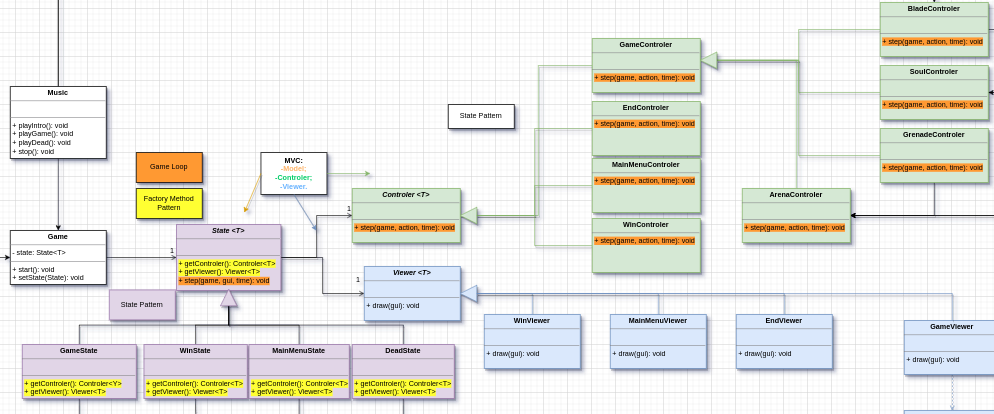 BladeControler
+ step(game, action, time): void
GameControler
+ step(game, action, time): void
SoulControler
+ step(game, action, time): void
Music
+ playIntro(): void
+ playGame(): void
+ playDead(): void
+ stop(): void
State Pattern
EndControler
+ step(game, action, time): void
GrenadeControler
+ step(game, action, time): void
Game Loop
MVC:
-Model;
-Controler;
-Viewer.
MainMenuControler
+ step(game, action, time): void
Factory Method
Pattern
Controler <T>
+ step(game, action, time): void
1
ArenaControler
+ step(game, action, time): void
WinControler
+ step(game, action, time): void
Game
- state: State<T>
+ start(): void
+ setState(State): void
1
State <T>
+ getControler(): Controler<T>
+ getViewer(): Viewer<T>
+ step(game, gui, time): void
1
Viewer <T>
+ draw(gui): void
State Pattern
WinViewer
+ draw(gui): void
MainMenuViewer
+ draw(gui): void
EndViewer
+ draw(gui): void
GameViewer
+ draw(gui): void
GameState
+ getControler(): Controler<Y>
+ getViewer(): Viewer<T>
WinState
+ getControler(): Controler<T>
+ getViewer(): Viewer<T>
MainMenuState
+ getControler(): Controler<T>
+ getViewer(): Viewer<T>
DeadState
+ getControler(): Controler<T>
+ getViewer(): Viewer<T>